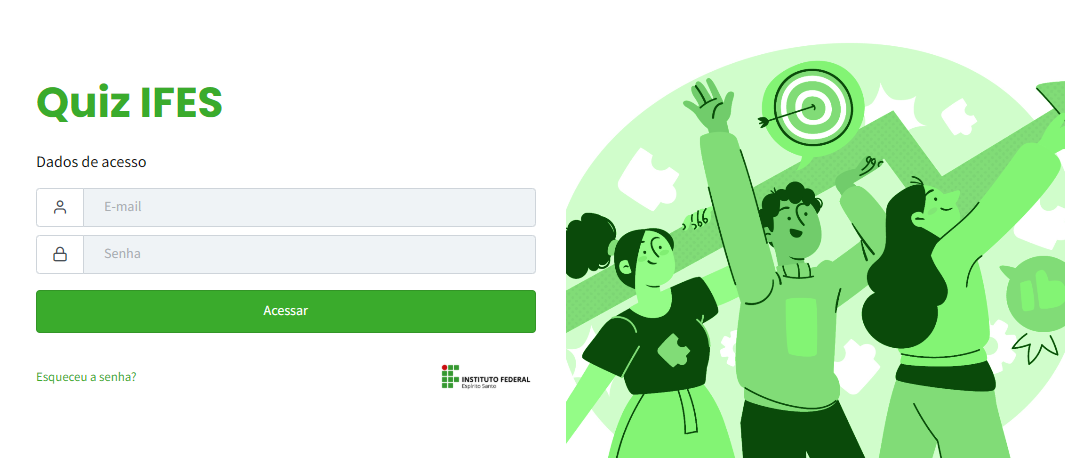 Quiz IFES
Dados de acesso
E-mail
Senha
Acessar
Esqueceu a senha?
INSTITUTO FEDERAL
Espírito Santo